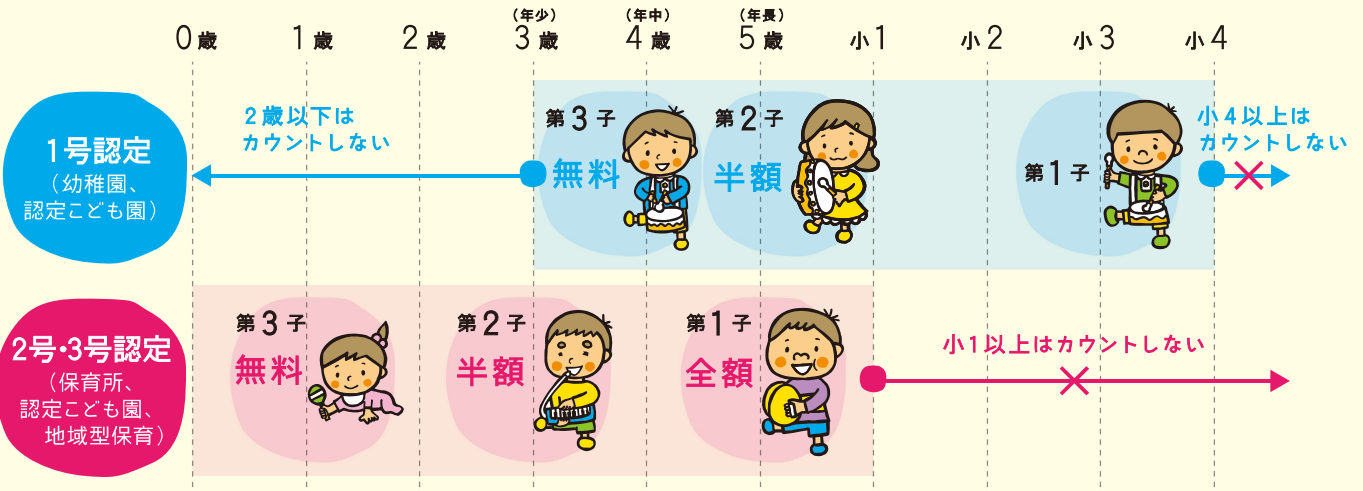 （年少）
（年中）
（年長）
0歳
1歳
2歳
3歳
4歳
5歳
小1
小2
小3
小4
1号認定
（幼稚園、
認定こども園）
2歳以下は
カウントしない
第3子
無料
第2子
半額
第1子
小4以上は
カウントしない
2号・3号認定
（保育所、
認定こども園、
地域型保育）
第3子
無料
第2子
半額
第1子
全額
小1以上はカウントしない